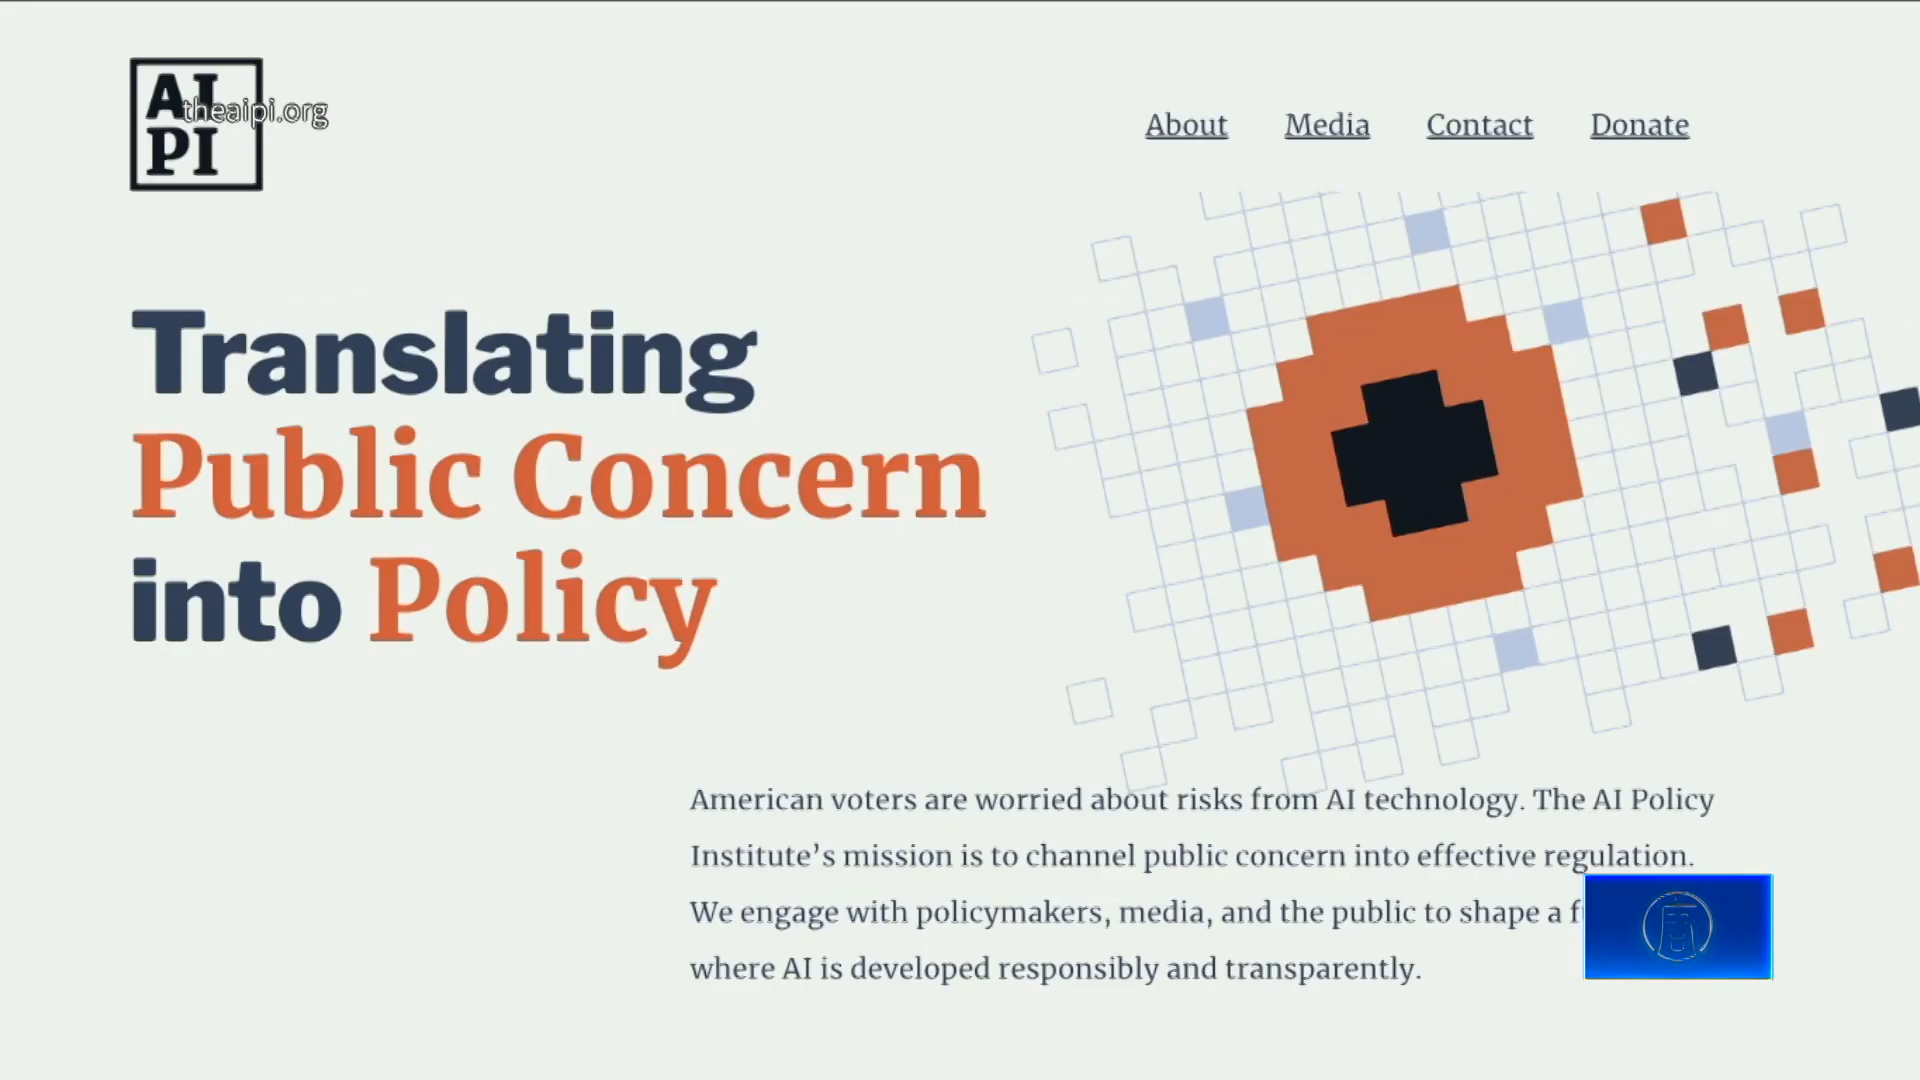 AI
PI
theaipi.org
About Media Contact Donate
Translating
Public Concern
into Policy
American voters are worried about risks from AI technology. The AI Policy
Institute’s mission is to channel public concern into effective regulation.
We engage with policymakers, media, and the public to shape a
where AI is developed responsibly and transparently.